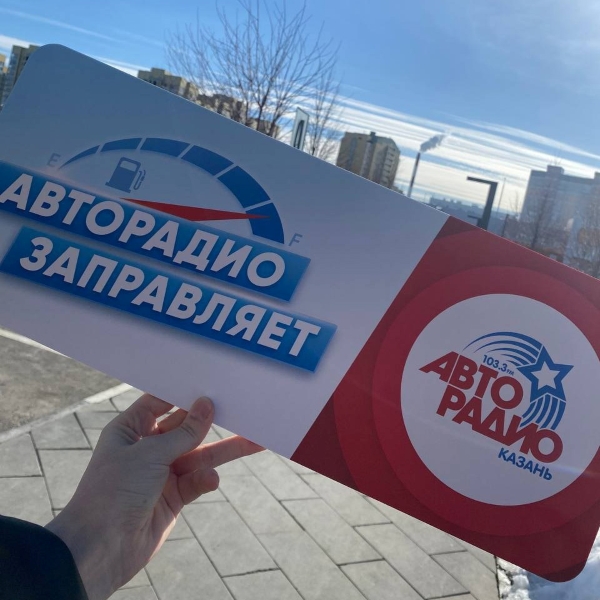 E
F
АВТОРАДИО
ЗАПРАВЛЯЕТ
103.3 FM
АВТО
РАДИО
КАЗАНЬ